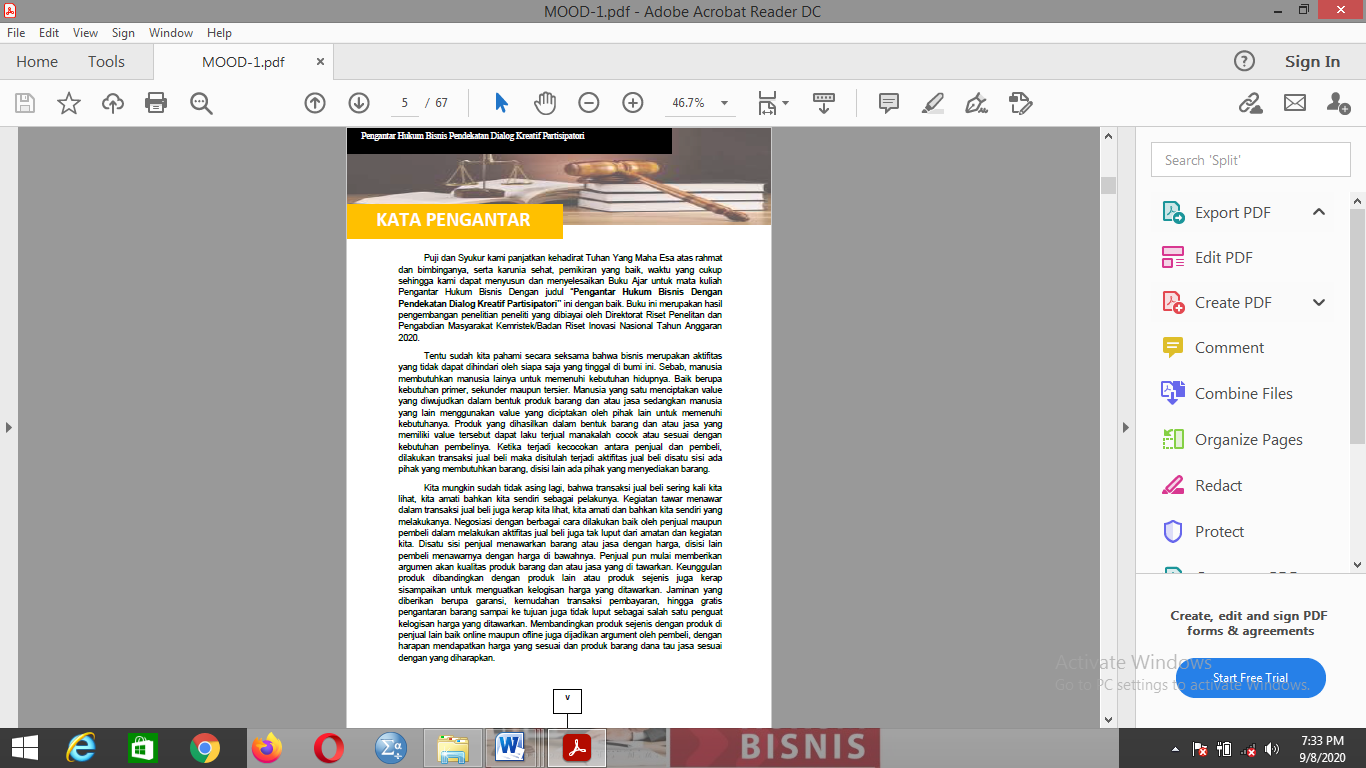 MOOD-1.pdf - Adobe Acrobat Reader DC
File Edit View Sign Window Help
Home Tools MOOD-1.pdf × Sign In
5 / 67 46.7%
Pengantar Hukum Bisnis Pendekatan Dialog Kreatif Partisipatori
KATA PENGANTAR
Puji dan Syukur kami panjatkan kehadirat Tuhan Yang Maha Esa atas rahmat
dan bimbinganya, serta karunia sehat, pemikiran yang baik, waktu yang cukup
sehingga kami dapat menyusun dan menyelesaikan Buku Ajar untuk mata kuliah
Pengantar Hukum Bisnis Dengan judul "Pengantar Hukum Bisnis Dengan
Pendekatan Dialog Kreatif Partisipatori" ini dengan baik. Buku ini merupakan hasil
pengembangan penelitian peneliti yang dibiayai oleh Direktorat Riset Penelitan dan
Pengabdian Masyarakat Kemristek/Badan Riset Inovasi Nasional Tahun Anggaran
2020.
Tentu sudah kita pahami secara seksama bahwa bisnis merupakan aktifitas
yang tidak dapat dihindari oleh siapa saja yang tinggal di bumi ini. Sebab, manusia
membutuhkan manusia lainya untuk memenuhi kebutuhan hidupnya. Baik berupa
kebutuhan primer, sekunder maupun tersier. Manusia yang satu menciptakan value
yang diwujudkan dalam bentuk produk barang dan atau jasa sedangkan manusia
yang lain menggunakan value yang diciptakan oleh pihak lain untuk memenuhi
kebutuhanya. Produk yang dihasilkan dalam bentuk barang dan atau jasa yang
memiliki value tersebut dapat laku terjual manakalah cocok atau sesuai dengan
kebutuhan pembelinya. Ketika terjadi kecocokan antara penjual dan pembeli,
dilakukan transaksi jual beli maka disitulah terjadi aktifitas jual beli disatu sisi ada
pihak yang membutuhkan barang, disisi lain ada pihak yang menyediakan barang.
Kita mungkin sudah tidak asing lagi, bahwa transaksi jual beli sering kali kita
lihat, kita amati bahkan kita sendiri sebagai pelakunya. Kegiatan tawar menawar
dalam transaksi jual beli juga kerap kita lihat, kita amati dan bahkan kita sendiri yang
melakukanya. Negosiasi dengan berbagai cara dilakukan baik oleh penjual maupun
pembeli dalam melakukan aktifitas jual beli juga tak luput dari amatan dan kegiatan
kita. Disatu sisi penjual menawarkan barang atau jasa dengan harga, disisi lain
pembeli menawarnya dengan harga di bawahnya. Penjual pun mulai memberikan
argumen akan kualitas produk barang dan atau jasa yang di tawarkan. Keunggulan
produk dibandingkan dengan produk lain atau produk sejenis juga kerap
sisampaikan untuk menguatkan kelogisan harga yang ditawarkan. Jaminan yang
diberikan berupa garansi, kemudahan transaksi pembayaran, hingga gratis
pengantaran barang sampai ke tujuan juga tidak luput sebagai salah satu penguat
kelogisan harga yang ditawarkan. Membandingkan produk sejenis dengan produk di
penjual lain baik online maupun ofline juga dijadikan argument oleh pembeli, dengan
harapan mendapatkan harga yang sesuai dan produk barang dana tau jasa sesuai
dengan yang diharapkan.
v
Search 'Split'
Export PDF
Edit PDF
Create PDF
Comment
Combine Files
Organize Pages
Redact
Protect
Create, edit and sign PDF
forms & agreements
Start Free Trial
Activate Windows
Go to PC settings to activate Windows.
BISNIS
7:33 PM
9/8/2020